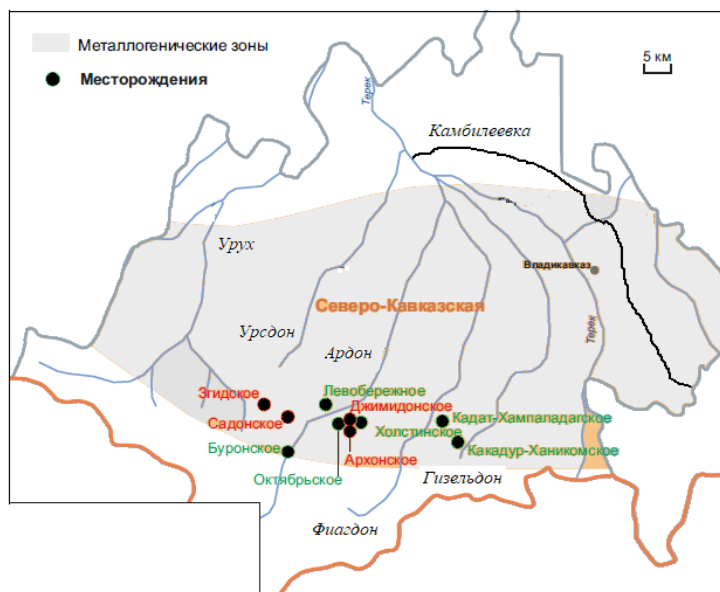 Металлогенические зоны
5 км
Месторождения
Терек
Камбилеевка
Урух
Владикавказ
Северо-Кавказская
Урсдон
Терек
Ардон
Згидское
Левобережное
Джимидонское
Садонское
Кадат-Хампаладагское
Холстинское
Буронское
Архонское
Какадур-Ханикомское
Октябрьское
Гизельдон
Фиагдон